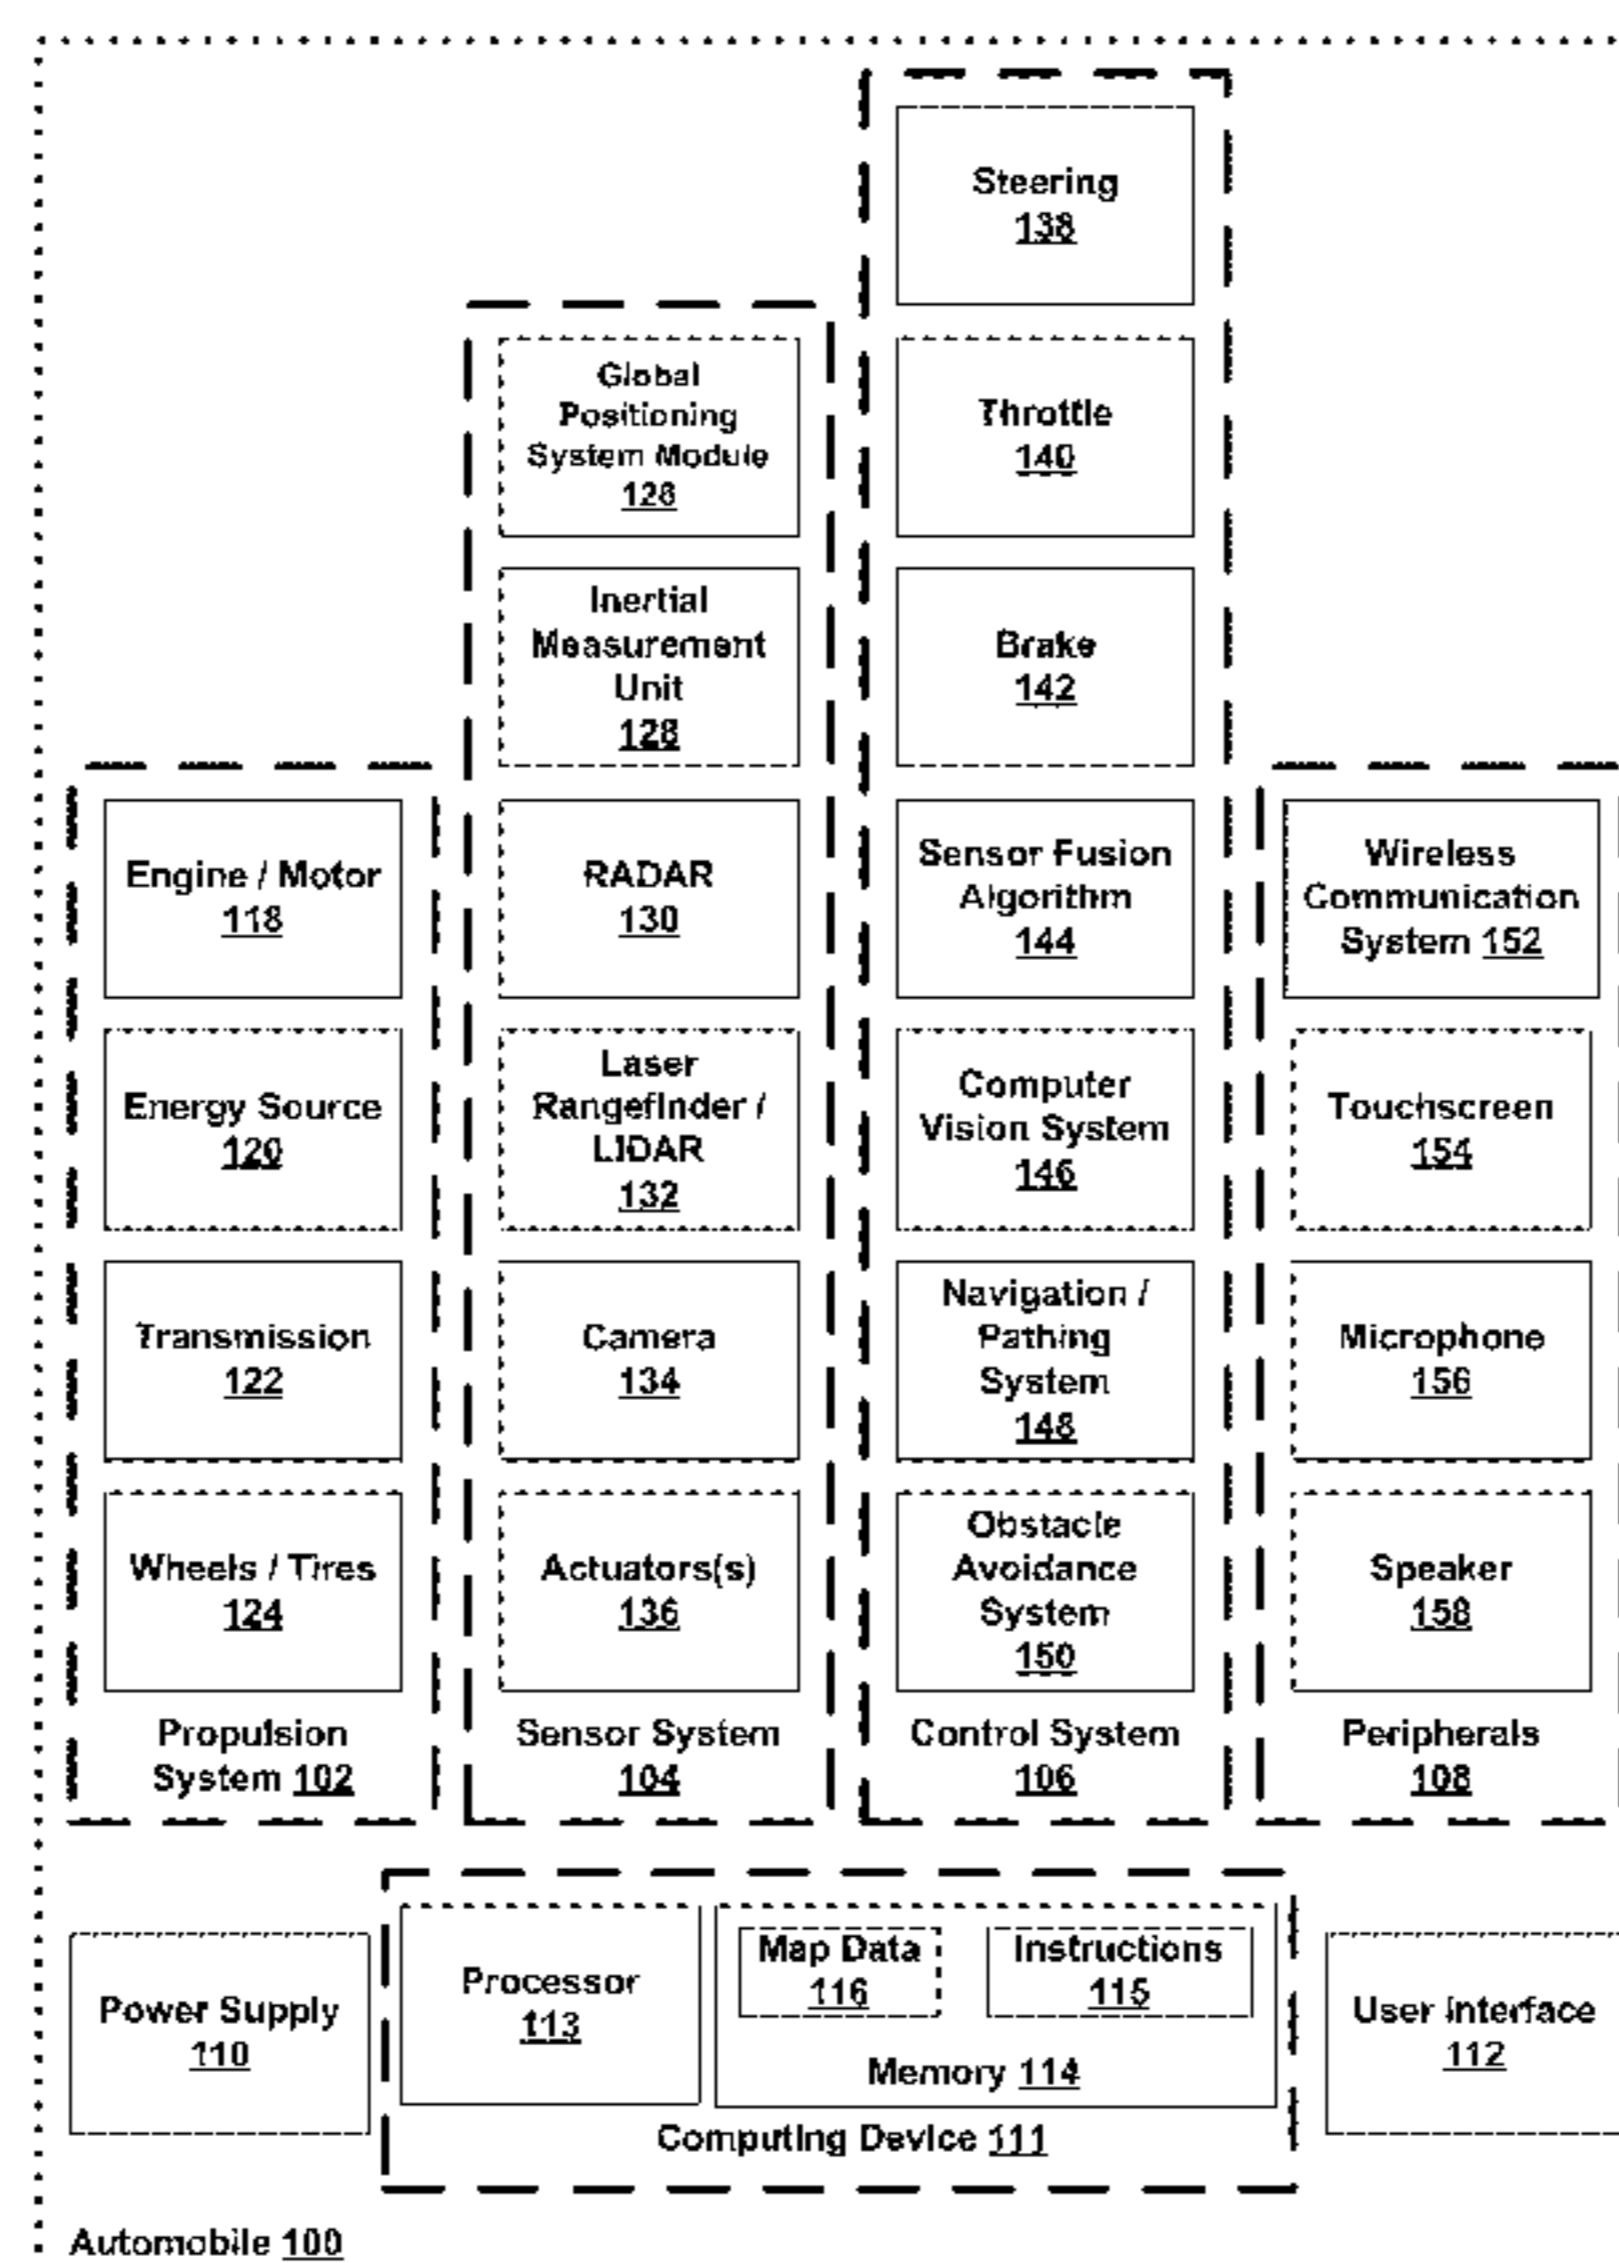 Steering
138
Global
Positioning
System Module
126
Throttle
140
Inertial
Measurement
Unit
128
Brake
142
Engine / Motor
118
RADAR
130
Sensor Fusion
Algorithm
144
Wireless
Communication
System 152
Energy Source
120
Laser
Rangefinder /
LIDAR
132
Computer
Vision System
146
Touchscreen
154
Transmission
122
Camera
134
Navigation /
Pathing
System
148
Microphone
156
Wheels / Tires
124
Actuators(s)
136
Obstacle
Avoidance
System
150
Speaker
158
Propulsion
System 102
Sensor System
104
Control System
106
Peripherals
108
Power Supply
110
Processor
113
Map Data
116
Instructions
115
Memory 114
Computing Device 111
User Interface
112
Automobile 100